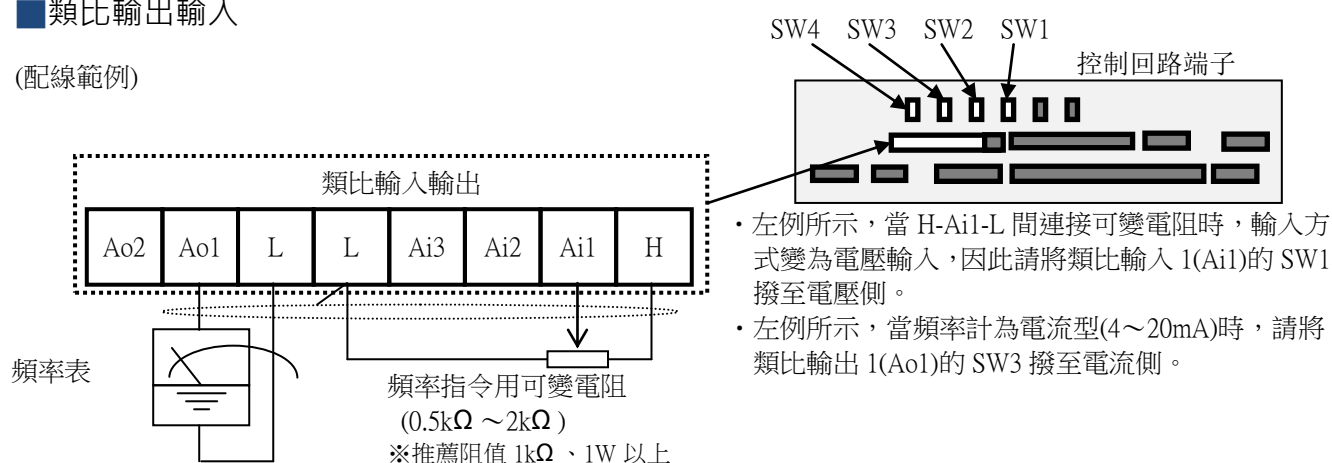 ■類比輸出輸入
(配線範例)
SW4 SW3 SW2 SW1
控制回路端子
類比輸入輸出
Ao2 Ao1 L L Ai3 Ai2 Ai1 H
頻率表
頻率指令用可變電阻
(0.5kΩ ~2kΩ )
※推薦阻值 1kΩ 、1W 以上
・左例所示,當 H-Ai1-L 間連接可變電阻時,輸入方
式變為電壓輸入,因此請將類比輸入 1(Ai1)的 SW1
撥至電壓側。
・左例所示,當頻率計為電流型(4~20mA)時,請將
類比輸出 1(Ao1)的 SW3 撥至電流側。